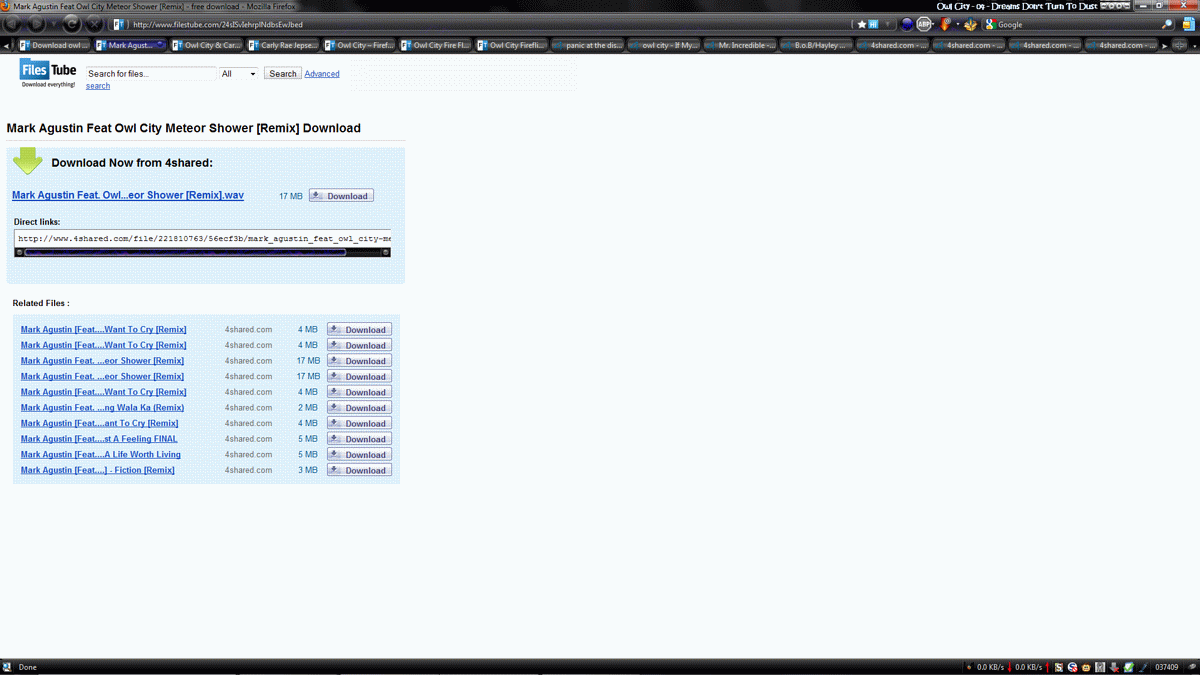 Mark Agustin Feat Owl City Meteor Shower [Remix] - free download - Mozilla Firefox
Owl City - 09 - Dreams Don't Turn To Dust
http://www.filestube.com/24slSvlehrplNdbsEwJbed
ABP
Google
Download owl ...
Mark Agust...
Owl City & Car...
Carly Rae Jepse...
Owl City – Firef...
Owl City Fire Fl...
Owl City Firefli...
panic at the dis...
owl city - If My...
Mr. Incredible -...
B.o.B/Hayley ...
4shared.com - ...
4shared.com - ...
4shared.com - ...
4shared.com - ...
Files Tube
Download everything!
Search for files...
All
Search
Advanced
search
Mark Agustin Feat Owl City Meteor Shower [Remix] Download
Download Now from 4shared:
Mark Agustin Feat. Owl...eor Shower [Remix].wav 17 MB Download
Direct links:
http://www.4shared.com/file/221810763/56ecf3b/mark_agustin_feat_owl_city-me
Related Files :
Mark Agustin [Feat....Want To Cry [Remix] 4shared.com 4 MB Download
Mark Agustin [Feat....Want To Cry [Remix] 4shared.com 4 MB Download
Mark Agustin Feat. ...eor Shower [Remix] 4shared.com 17 MB Download
Mark Agustin Feat. ...eor Shower [Remix] 4shared.com 17 MB Download
Mark Agustin [Feat....Want To Cry [Remix] 4shared.com 4 MB Download
Mark Agustin Feat. ...ng Wala Ka (Remix) 4shared.com 2 MB Download
Mark Agustin [Feat....ant To Cry [Remix] 4shared.com 4 MB Download
Mark Agustin [Feat....st A Feeling FINAL 4shared.com 5 MB Download
Mark Agustin [Feat....A Life Worth Living 4shared.com 5 MB Download
Mark Agustin [Feat....] - Fiction [Remix] 4shared.com 3 MB Download
Done
0.0 KB/s
0.0 KB/s
037409